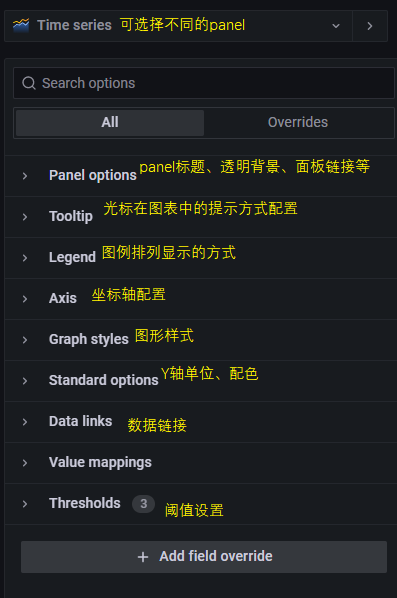 Time series 可选择不同的panel
Search options
All Overrides
Panel options panel标题、透明背景、面板链接等
Tooltip 光标在图表中的提示方式配置
Legend 图例排列显示的方式
Axis 坐标轴配置
Graph styles 图形样式
Standard options Y轴单位、配色
Data links 数据链接
Value mappings
Thresholds 3 阈值设置
+ Add field override